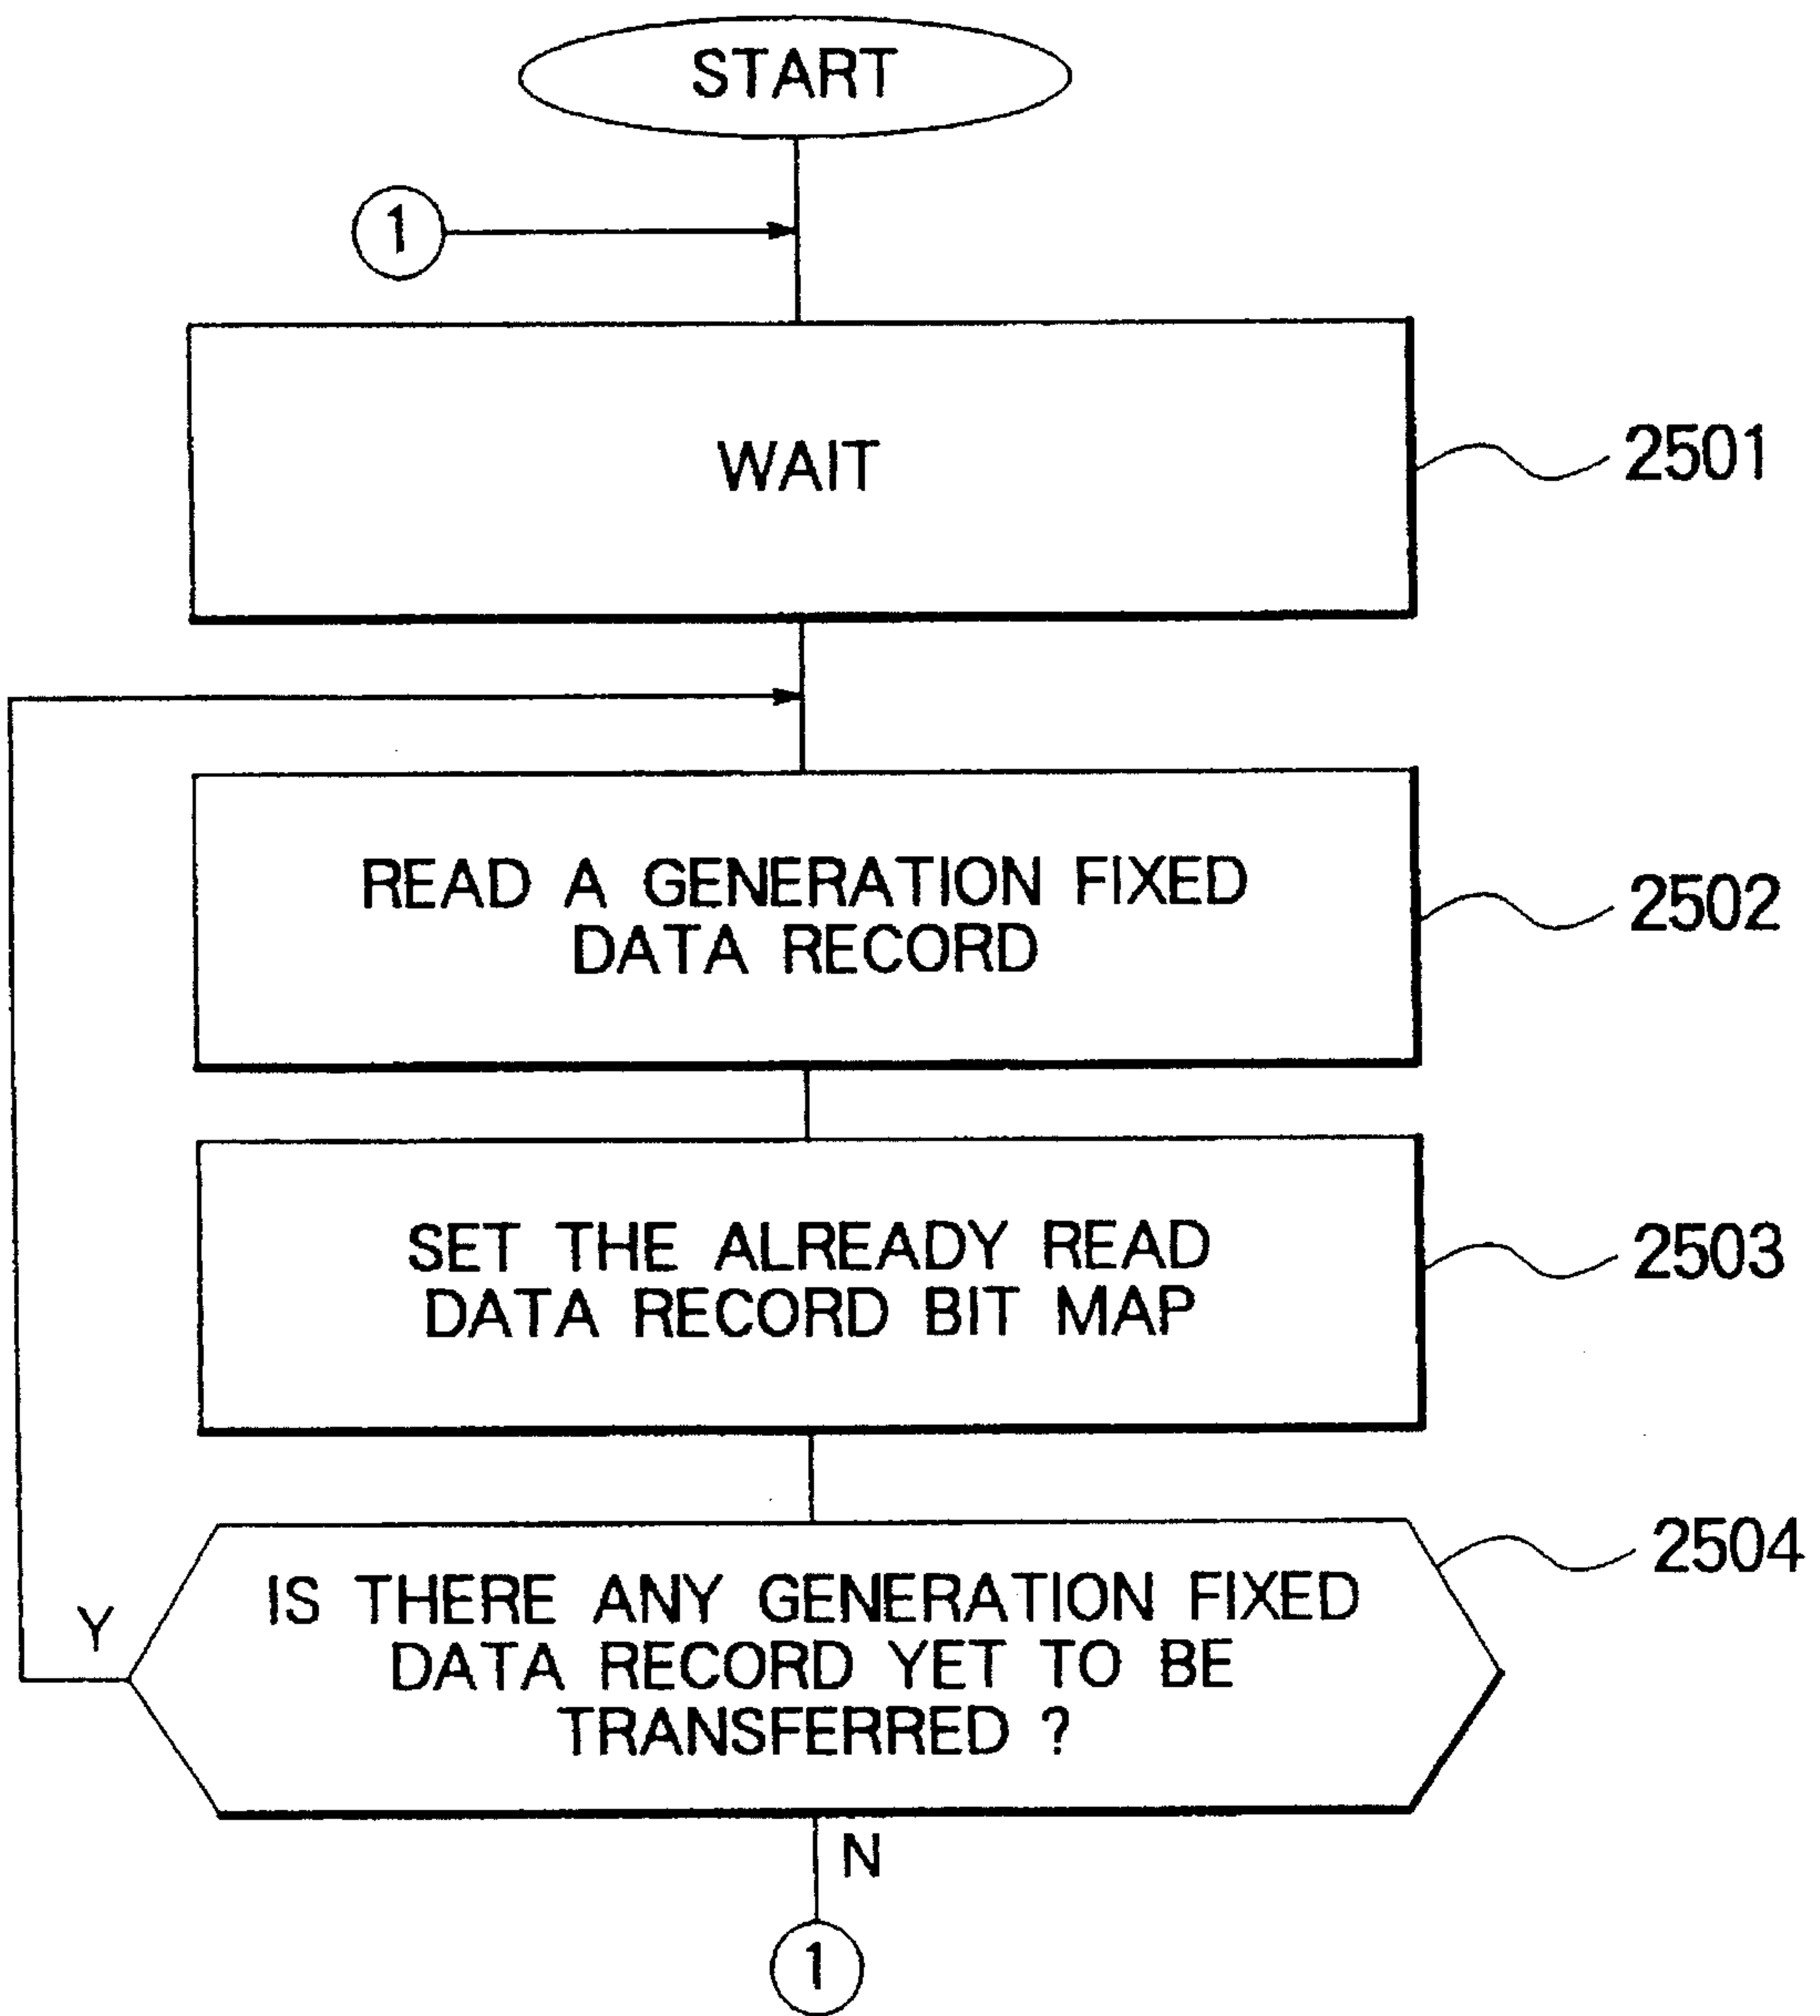 START
1
WAIT
2501
READ A GENERATION FIXED
DATA RECORD
2502
SET THE ALREADY READ
DATA RECORD BIT MAP
2503
IS THERE ANY GENERATION FIXED
DATA RECORD YET TO BE
TRANSFERRED ?
2504
Y
N
1